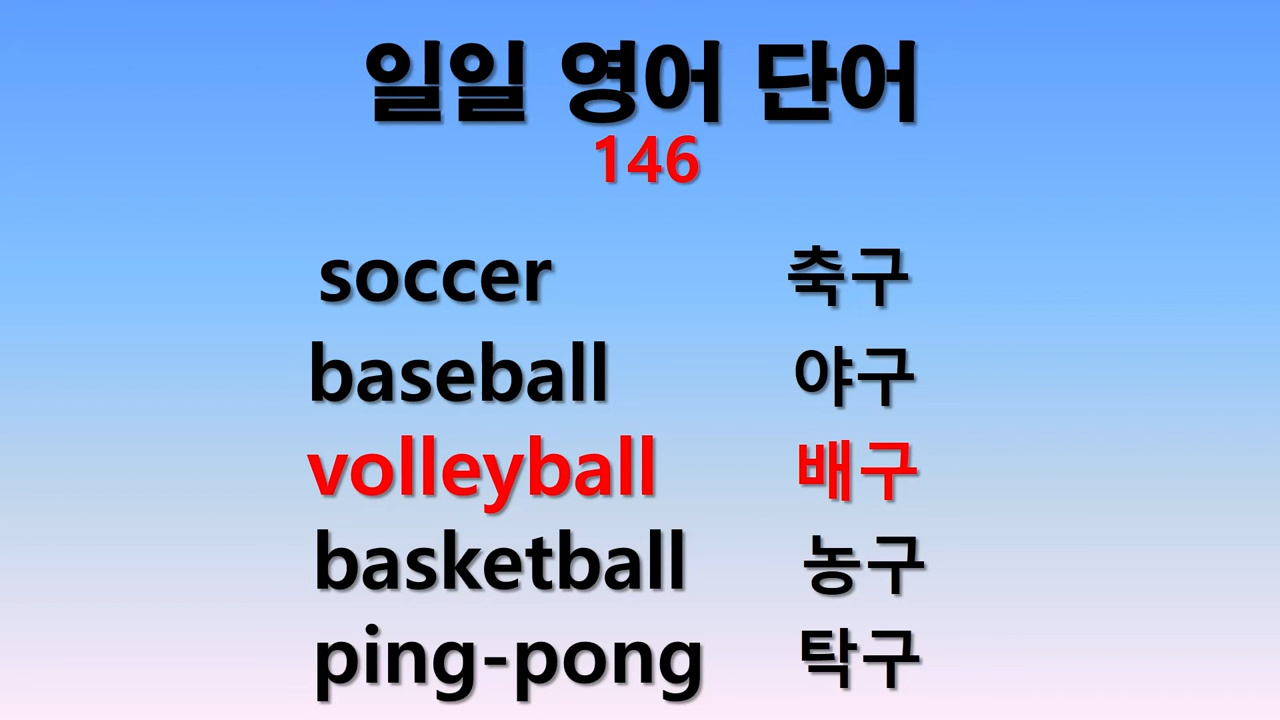 일일 영어 단어
146
soccer 축구
baseball 야구
volleyball 배구
basketball 농구
ping-pong 탁구